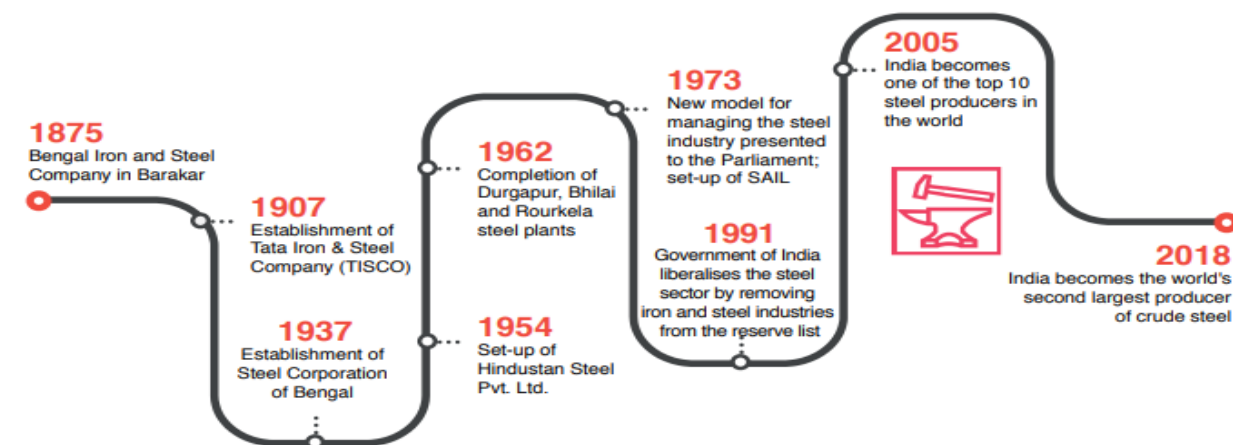 1875
Bengal Iron and Steel
Company in Barakar
1907
Establishment of
Tata Iron & Steel
Company (TISCO)
1937
Establishment of
Steel Corporation
of Bengal
1954
Set-up of
Hindustan Steel
Pvt. Ltd.
1962
Completion of
Durgapur, Bhilai
and Rourkela
steel plants
1973
New model for
managing the steel
industry presented
to the Parliament;
set-up of SAIL
1991
Government of India
liberalises the steel
sector by removing
iron and steel industries
from the reserve list
2005
India becomes
one of the top 10
steel producers in
the world
2018
India becomes the world's
second largest producer
of crude steel